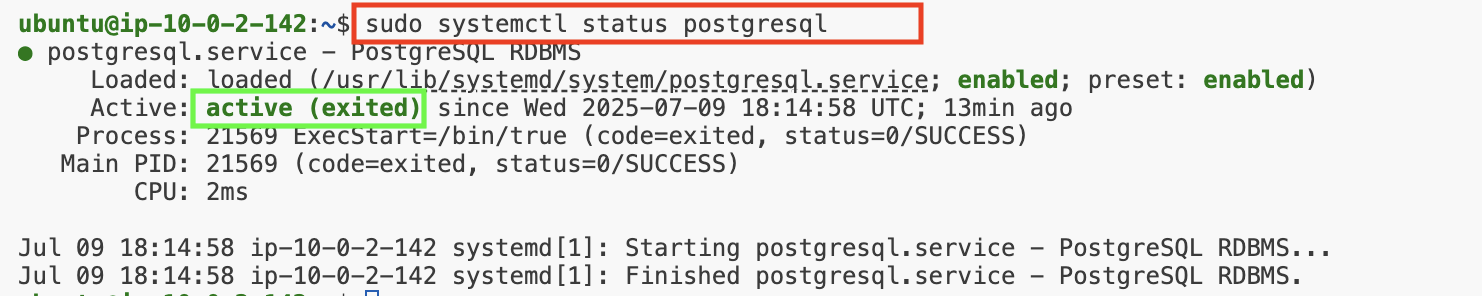 ubuntu@ip-10-0-2-142:~$ sudo systemctl status postgresql
● postgresql.service – PostgreSQL RDBMS
Loaded: loaded (/usr/lib/systemd/system/postgresql.service; enabled; preset: enabled)
Active: active (exited) since Wed 2025-07-09 18:14:58 UTC; 13min ago
Process: 21569 ExecStart=/bin/true (code=exited, status=0/SUCCESS)
Main PID: 21569 (code=exited, status=0/SUCCESS)
CPU: 2ms
Jul 09 18:14:58 ip-10-0-2-142 systemd[1]: Starting postgresql.service – PostgreSQL RDBMS...
Jul 09 18:14:58 ip-10-0-2-142 systemd[1]: Finished postgresql.service – PostgreSQL RDBMS.